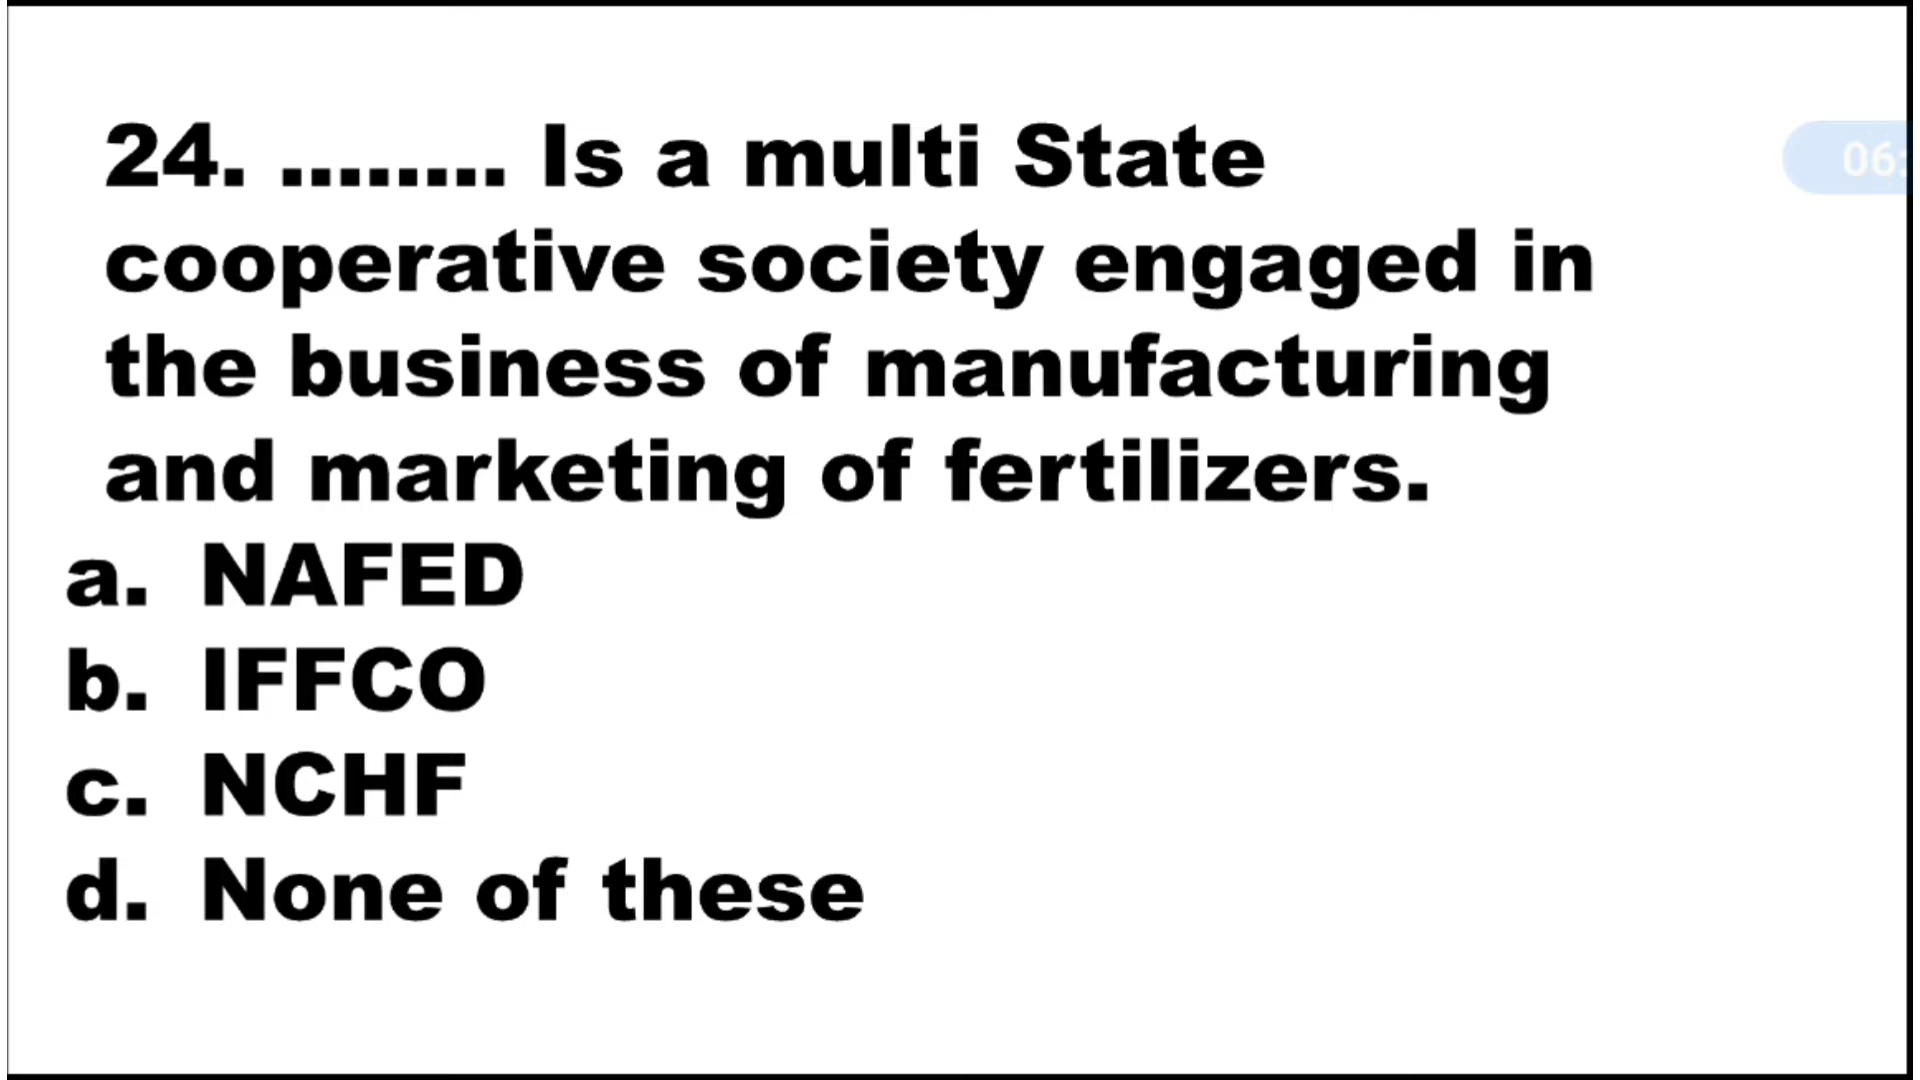 24. ........ Is a multi State
cooperative society engaged in
the business of manufacturing
and marketing of fertilizers.
a. NAFED
b. IFFCO
c. NCHF
d. None of these
06: